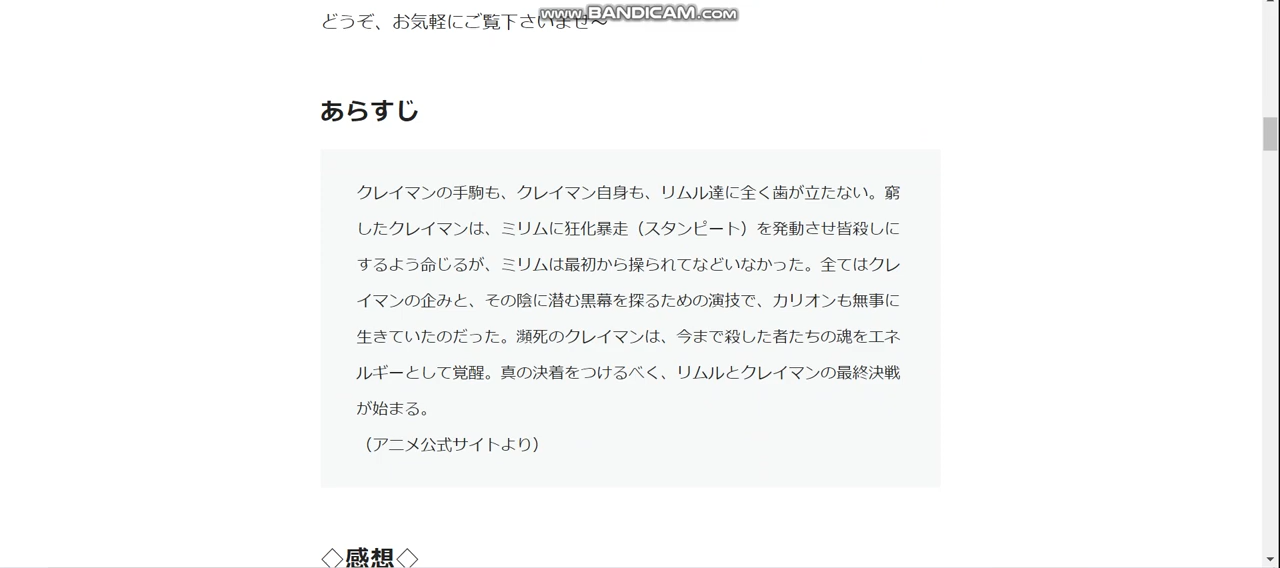 www.BANDICAM.com
どうぞ、お気軽にご覧下さいませ～
あらすじ
クレイマンの手駒も、クレイマン自身も、リムル達に全く歯が立たない。窮
したクレイマンは、ミリムに狂化暴走（スタンピート）を発動させ皆殺しに
するよう命じるが、ミリムは最初から操られてなどいなかった。全てはクレ
イマンの企みと、その陰に潜む黒幕を探るための演技で、カリオンも無事に
生きていたのだった。瀕死のクレイマンは、今まで殺した者たちの魂をエネ
ルギーとして覚醒。真の決着をつけるべく、リムルとクレイマンの最終決戦
が始まる。
（アニメ公式サイトより）
◇感想◇